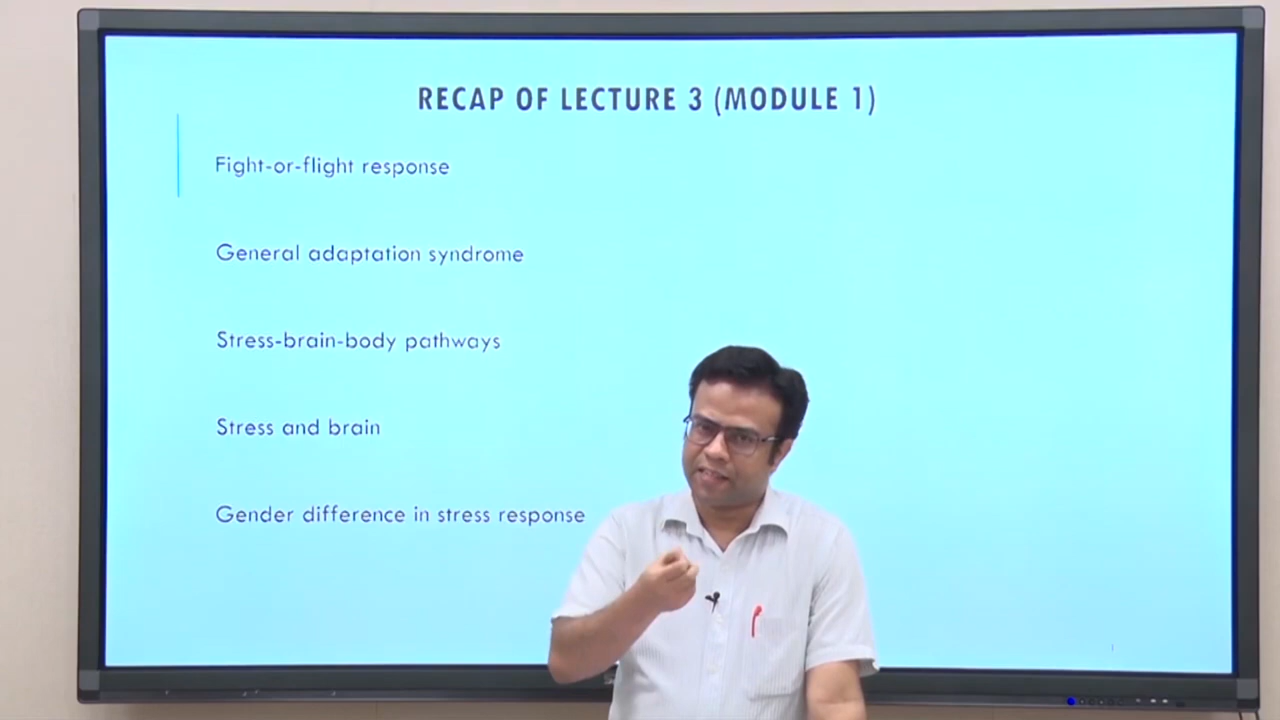 RECAP OF LECTURE 3 (MODULE 1)
Fight-or-flight response
General adaptation syndrome
Stress-brain-body pathways
Stress and brain
Gender difference in stress response